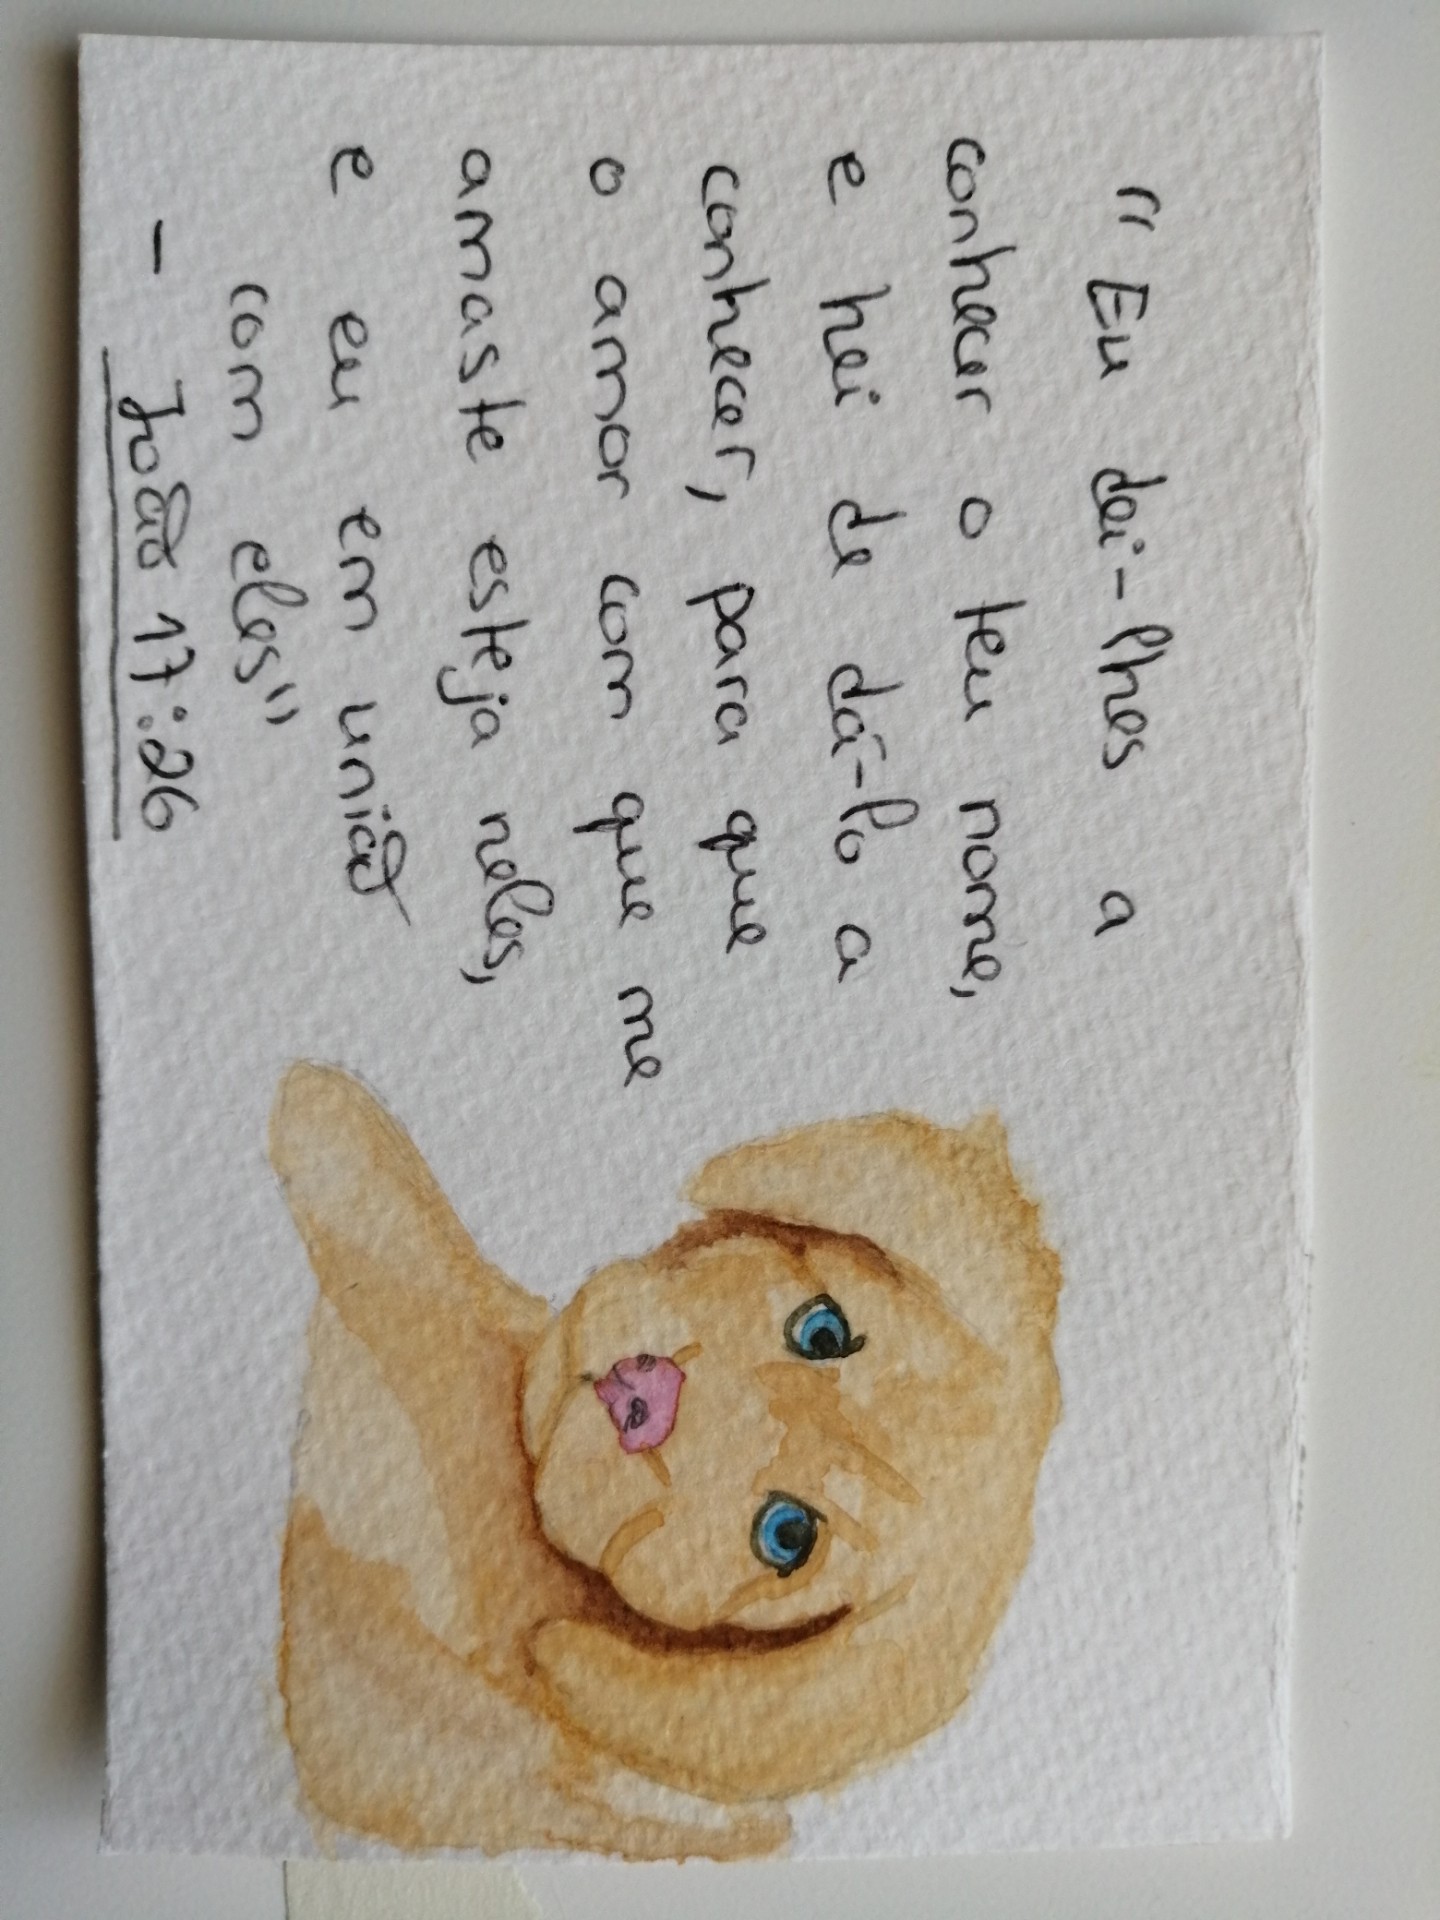 "Eu dei-lhes a
conhecer o teu nome,
e hei de dá-lo a
conhecer, para que
o amor com que me
amaste esteja neles,
e eu em união
com eles"
- João 17:26